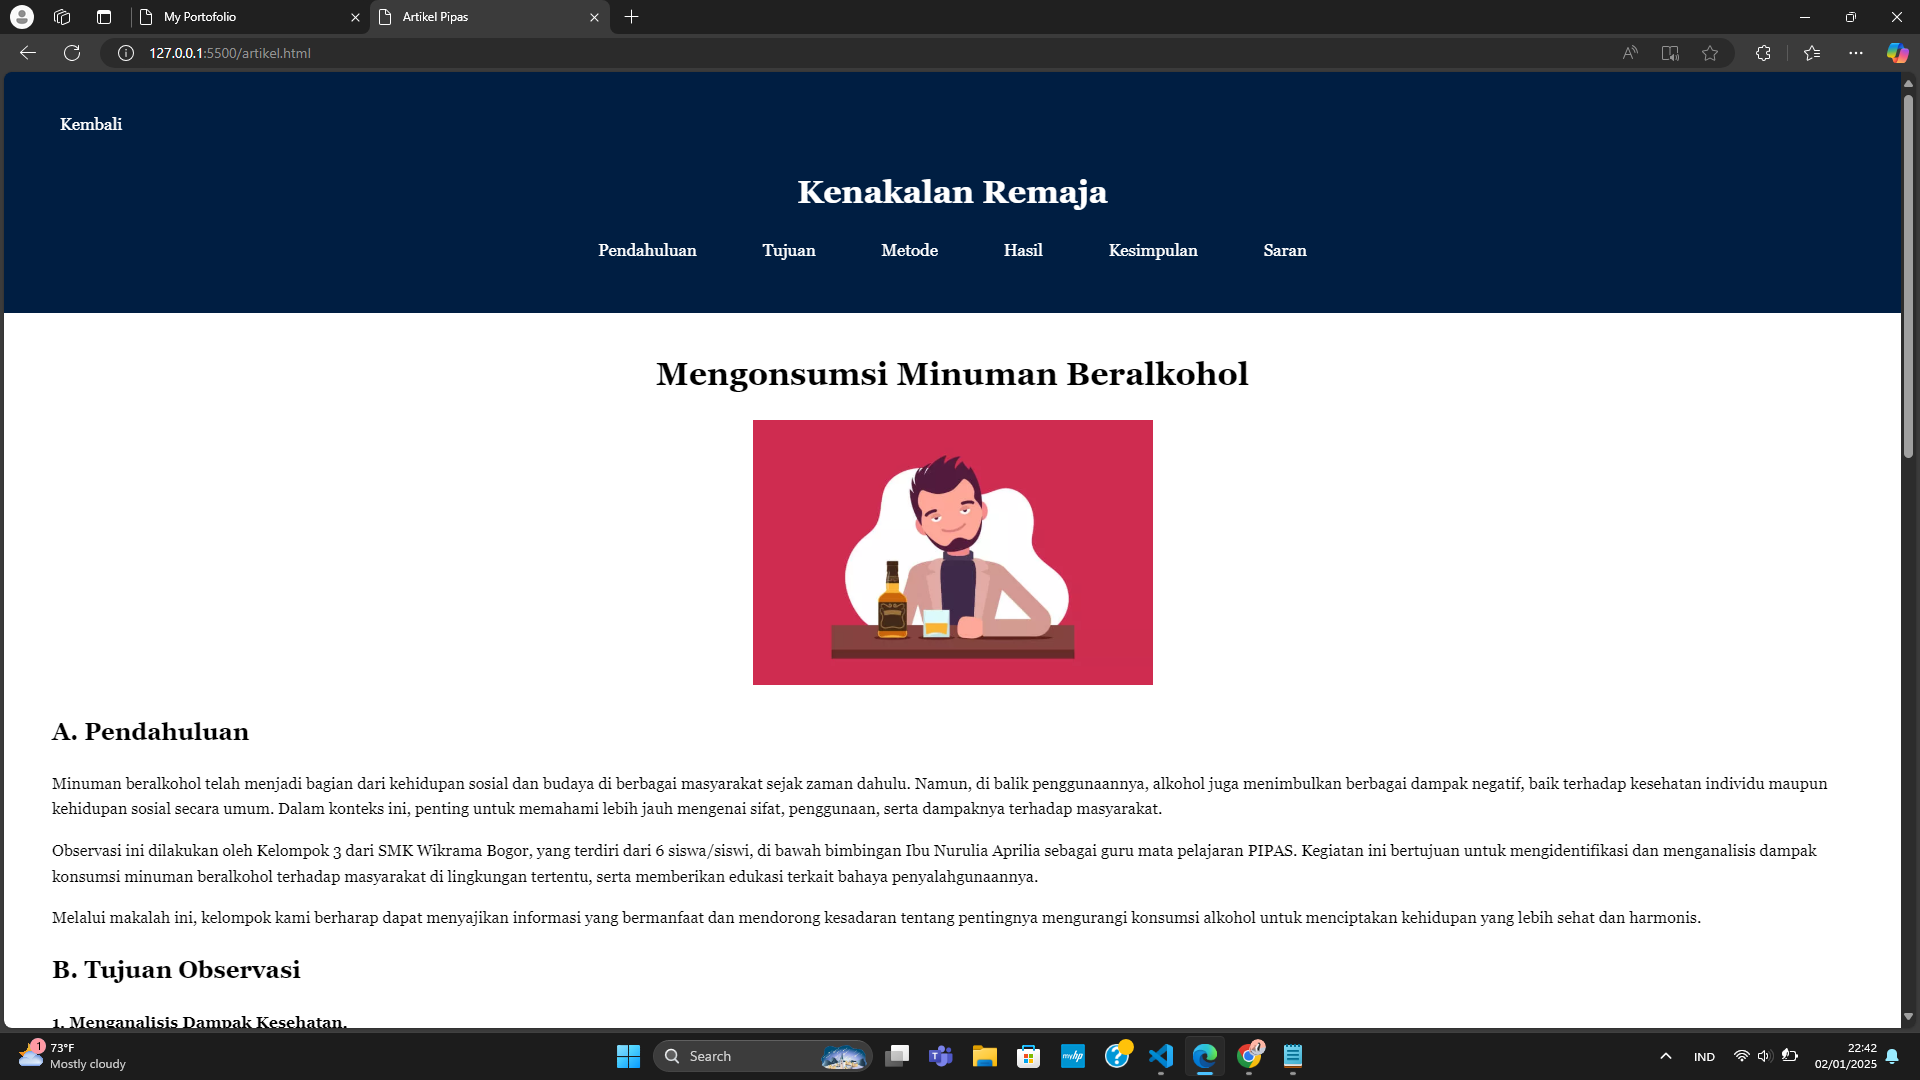 My Portofolio
Artikel Pipas
127.0.0.1:5500/artikel.html
Kembali
Kenakalan Remaja
Pendahuluan Tujuan Metode Hasil Kesimpulan Saran
Mengonsumsi Minuman Beralkohol
A. Pendahuluan
Minuman beralkohol telah menjadi bagian dari kehidupan sosial dan budaya di berbagai masyarakat sejak zaman dahulu. Namun, di balik penggunaannya, alkohol juga menimbulkan berbagai dampak negatif, baik terhadap kesehatan individu maupun
kehidupan sosial secara umum. Dalam konteks ini, penting untuk memahami lebih jauh mengenai sifat, penggunaan, serta dampaknya terhadap masyarakat.
Observasi ini dilakukan oleh Kelompok 3 dari SMK Wikrama Bogor, yang terdiri dari 6 siswa/siswi, di bawah bimbingan Ibu Nurulia Aprilia sebagai guru mata pelajaran PIPAS. Kegiatan ini bertujuan untuk mengidentifikasi dan menganalisis dampak
konsumsi minuman beralkohol terhadap masyarakat di lingkungan tertentu, serta memberikan edukasi terkait bahaya penyalahgunaannya.
Melalui makalah ini, kelompok kami berharap dapat menyajikan informasi yang bermanfaat dan mendorong kesadaran tentang pentingnya mengurangi konsumsi alkohol untuk menciptakan kehidupan yang lebih sehat dan harmonis.
B. Tujuan Observasi
1. Menganalisis Dampak Kesehatan.
1
73°F
Mostly cloudy
Search
myhp
IND
22:42
02/01/2025